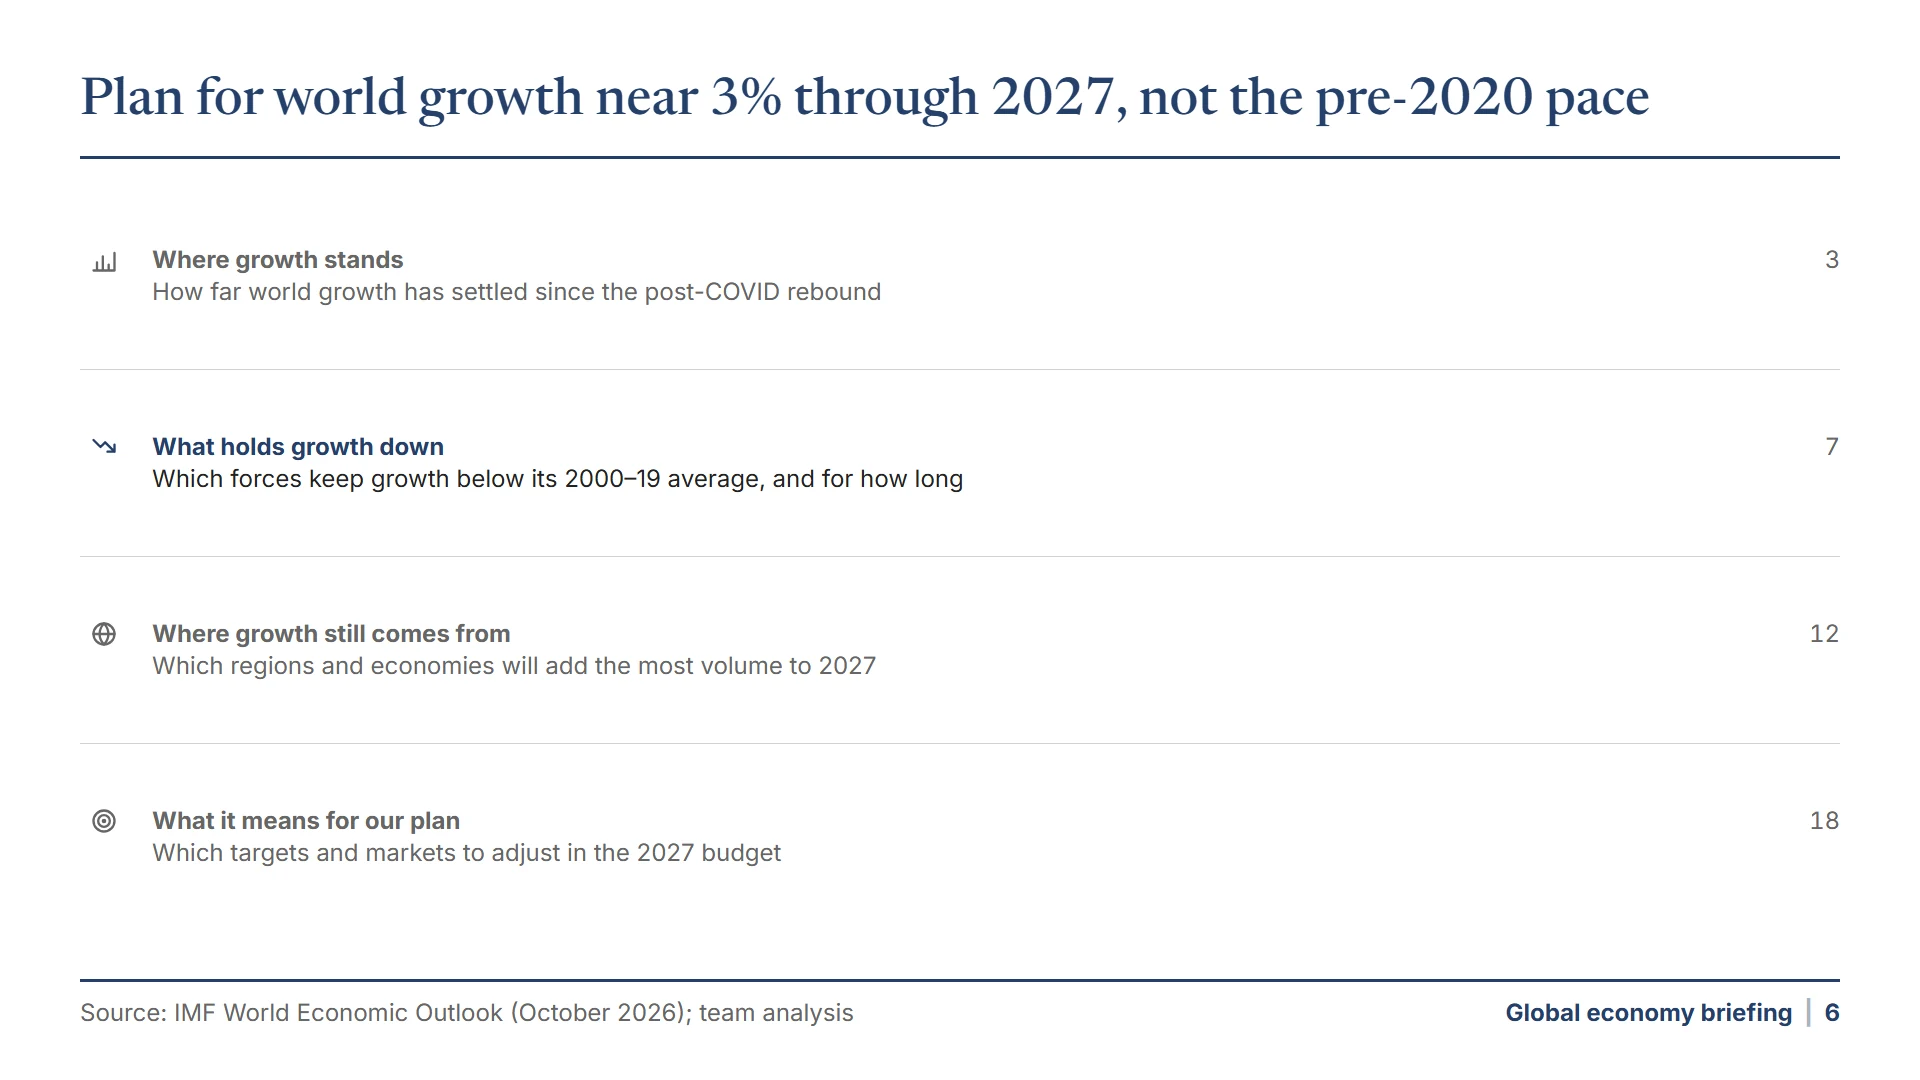 Plan for world growth near 3% through 2027, not the pre-2020 pace
Where growth stands
3
How far world growth has settled since the post-COVID rebound
What holds growth down
7
Which forces keep growth below its 2000–19 average, and for how long
Where growth still comes from
12
Which regions and economies will add the most volume to 2027
What it means for our plan
18
Which targets and markets to adjust in the 2027 budget
Source: IMF World Economic Outlook (October 2026); team analysis
Global economy briefing | 6